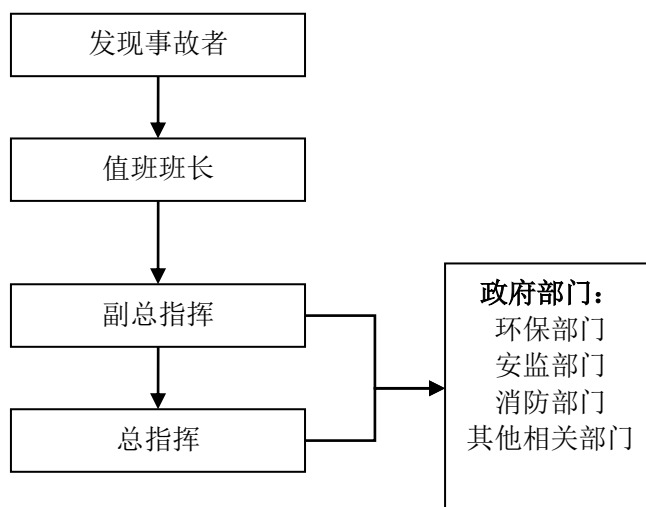 发现事故者
值班班长
副总指挥
总指挥
政府部门：
环保部门
安监部门
消防部门
其他相关部门